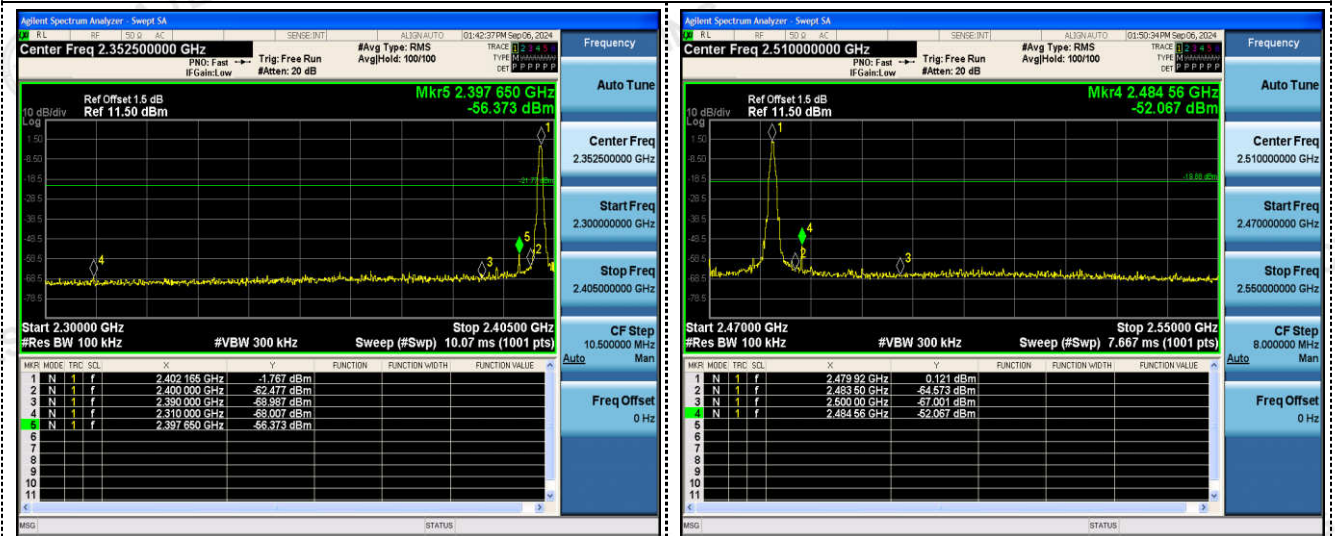 Agilent Spectrum Analyzer - Swept SA
RL RF 50 Ω AC SENSE:INT ALIGNAUTO 01:42:37 PM Sep 06, 2024
Center Freq 2.352500000 GHz
PNO: Fast
IFGain:Low
Trig: Free Run
#Atten: 20 dB
#Avg Type: RMS
Avg|Hold: 100/100
TRACE 1 2 3 4 5 6
TYPE M
DET P P P P P P
Frequency
Ref Offset 1.5 dB
10 dB/div Ref 11.50 dBm
Log
Mkr5 2.397 650 GHz
-56.373 dBm
1.50
-8.50
-18.5
-28.5
-38.5
-48.5
-58.5
-68.5
-78.5
-21.77 dBm
1
5
2
3
4
Start 2.30000 GHz Stop 2.40500 GHz
#Res BW 100 kHz #VBW 300 kHz Sweep (#Swp) 10.07 ms (1001 pts)
MKR MODE TRC SCL X Y FUNCTION FUNCTION WIDTH FUNCTION VALUE
1 N 1 f 2.402 165 GHz -1.767 dBm
2 N 1 f 2.400 000 GHz -62.477 dBm
3 N 1 f 2.390 000 GHz -68.987 dBm
4 N 1 f 2.310 000 GHz -68.007 dBm
5 N 1 f 2.397 650 GHz -56.373 dBm
6
7
8
9
10
11
MSG STATUS
Auto Tune
Center Freq
2.352500000 GHz
Start Freq
2.300000000 GHz
Stop Freq
2.405000000 GHz
CF Step
10.500000 MHz
Auto Man
Freq Offset
0 Hz
Agilent Spectrum Analyzer - Swept SA
RL RF 50 Ω AC SENSE:INT ALIGNAUTO 01:50:34 PM Sep 06, 2024
Center Freq 2.510000000 GHz
PNO: Fast
IFGain:Low
Trig: Free Run
#Atten: 20 dB
#Avg Type: RMS
Avg|Hold: 100/100
TRACE 1 2 3 4 5 6
TYPE M
DET P P P P P P
Frequency
Ref Offset 1.5 dB
10 dB/div Ref 11.50 dBm
Log
Mkr4 2.484 56 GHz
-52.067 dBm
1.50
-8.50
-18.5
-28.5
-38.5
-48.5
-58.5
-68.5
-78.5
1
4
2
3
Start 2.47000 GHz Stop 2.55000 GHz
#Res BW 100 kHz #VBW 300 kHz Sweep (#Swp) 7.667 ms (1001 pts)
MKR MODE TRC SCL X Y FUNCTION FUNCTION WIDTH FUNCTION VALUE
1 N 1 f 2.479 92 GHz 0.121 dBm
2 N 1 f 2.483 50 GHz -64.573 dBm
3 N 1 f 2.500 00 GHz -67.001 dBm
4 N 1 f 2.484 56 GHz -52.067 dBm
5
6
7
8
9
10
11
MSG STATUS
Auto Tune
Center Freq
2.510000000 GHz
Start Freq
2.470000000 GHz
Stop Freq
2.550000000 GHz
CF Step
8.000000 MHz
Auto Man
Freq Offset
0 Hz